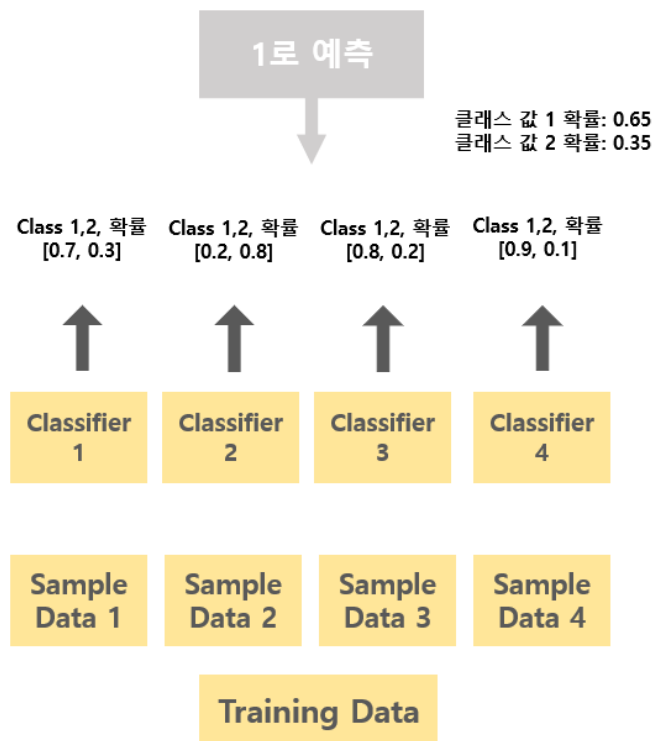 1로 예측
클래스 값 1 확률: 0.65
클래스 값 2 확률: 0.35
Class 1,2, 확률
[0.7, 0.3]
Class 1,2, 확률
[0.2, 0.8]
Class 1,2, 확률
[0.8, 0.2]
Class 1,2, 확률
[0.9, 0.1]
Classifier
1
Classifier
2
Classifier
3
Classifier
4
Sample
Data 1
Sample
Data 2
Sample
Data 3
Sample
Data 4
Training Data